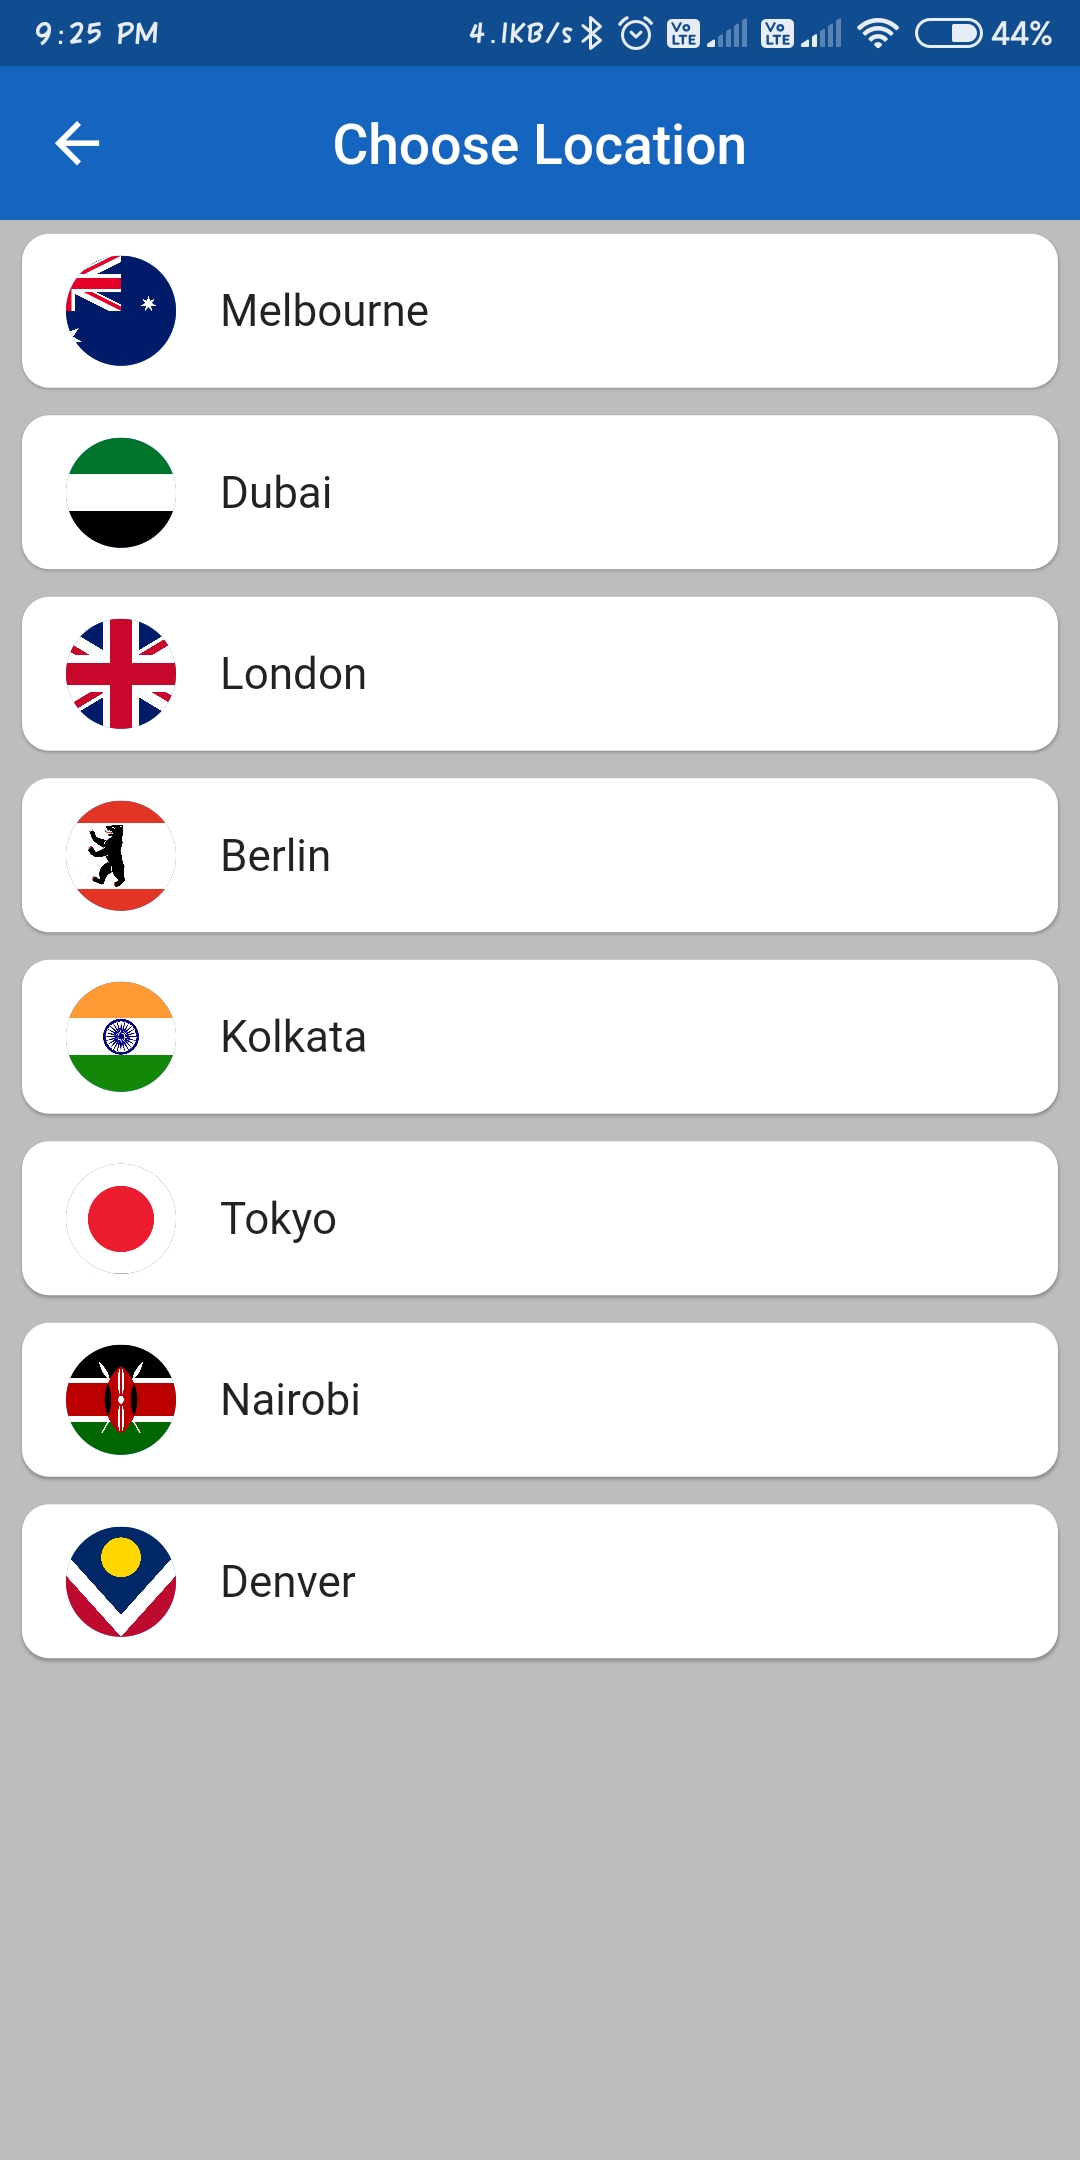 9:25 PM 4.1KB/s Vo LTE Vo LTE 44%
Choose Location
Melbourne
Dubai
London
Berlin
Kolkata
Tokyo
Nairobi
Denver